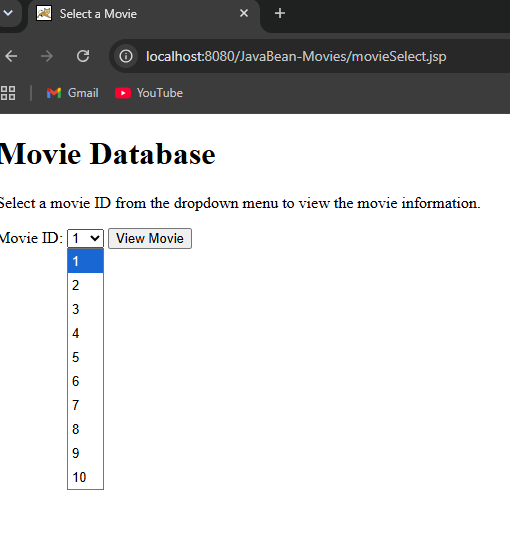 Select a Movie
localhost:8080/JavaBean-Movies/movieSelect.jsp
Gmail YouTube
Movie Database
Select a movie ID from the dropdown menu to view the movie information.
Movie ID: 1 View Movie
1
2
3
4
5
6
7
8
9
10